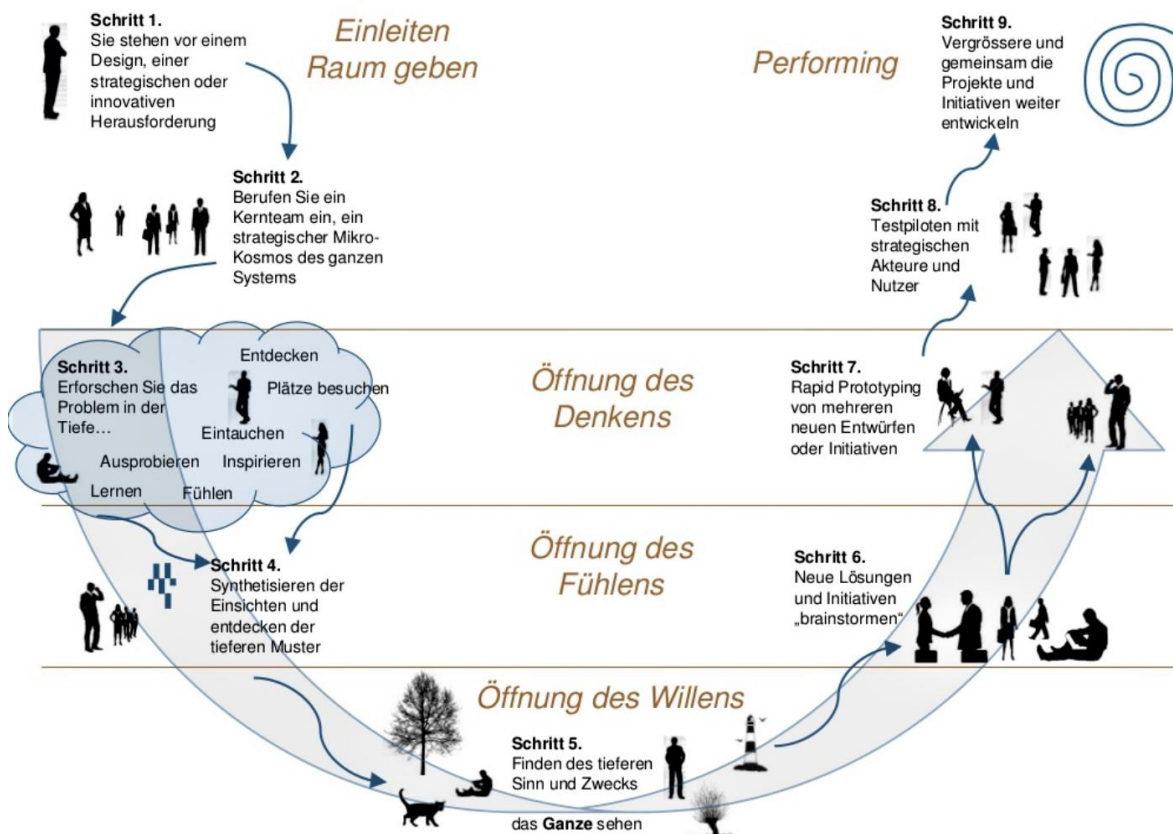 Schritt 1.
Sie stehen vor einem
Design, einer
strategischen oder
innovativen
Herausforderung
Einleiten
Raum geben
Performing
Schritt 9.
Vergrössere und
gemeinsam die
Projekte und
Initiativen weiter
entwickeln
Schritt 2.
Berufen Sie ein
Kernteam ein, ein
strategischer Mikro-
Kosmos des ganzen
Systems
Schritt 8.
Testpiloten mit
strategischen
Akteure und
Nutzer
Schritt 3.
Erforschen Sie das
Problem in der
Tiefe…
Entdecken
Plätze besuchen
Eintauchen
Ausprobieren
Inspirieren
Lernen
Fühlen
Öffnung des
Denkens
Schritt 7.
Rapid Prototyping
von mehreren
neuen Entwürfen
oder Initiativen
Schritt 4.
Synthetisieren der
Einsichten und
entdecken der
tieferen Muster
Öffnung des
Fühlens
Schritt 6.
Neue Lösungen
und Initiativen
„brainstormen“
Öffnung des Willens
Schritt 5.
Finden des tieferen
Sinn und Zwecks
das Ganze sehen